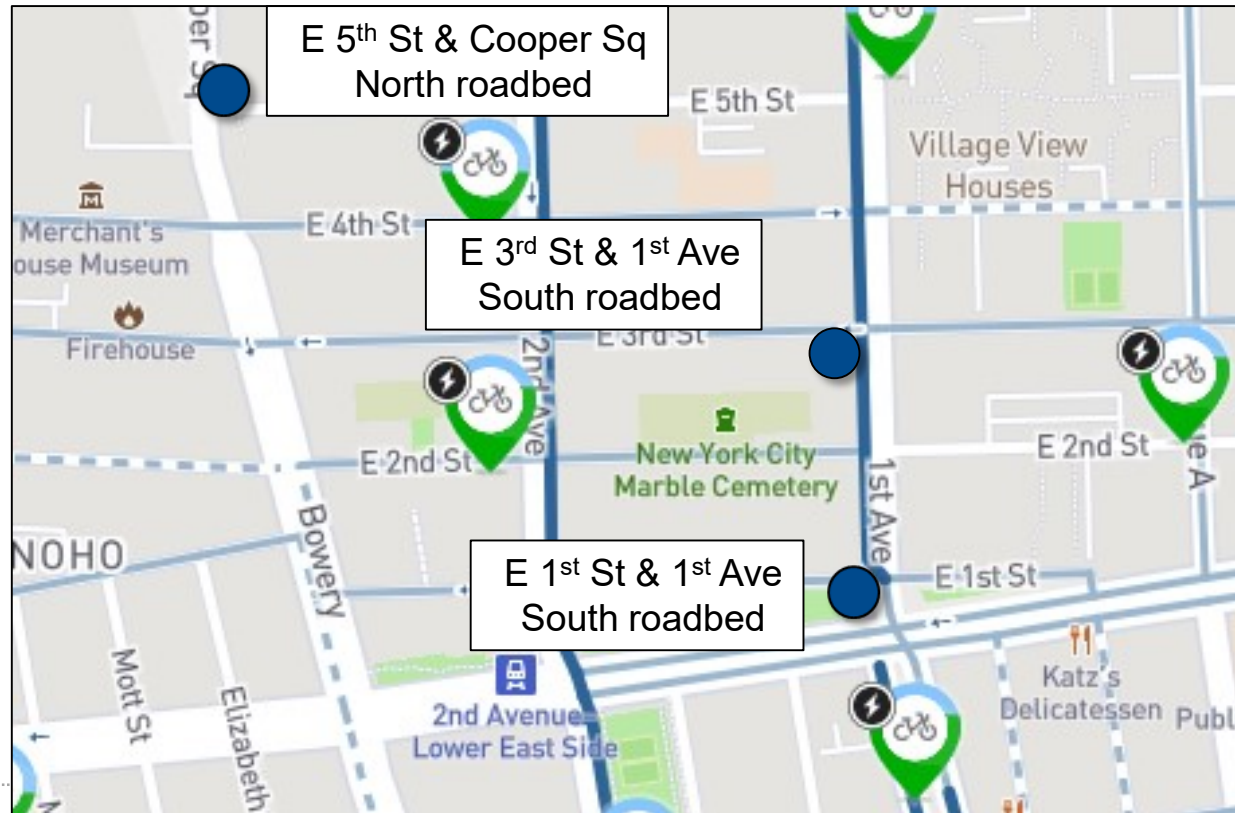 per Sq
E 5th St & Cooper Sq
North roadbed
E 5th St
Village View
Houses
Merchant's
ouse Museum
E 4th St
E 3rd St & 1st Ave
South roadbed
Firehouse
E 3rd St
2nd Ave
E 2nd St
New York City
Marble Cemetery
1st Ave
E 2nd St
ue A
NOHO
Bowery
E 1st St & 1st Ave
South roadbed
E 1st St
Mott St
Elizabeth
2nd Avenue-
Lower East Side
Katz's
Delicatessen
Publ
M